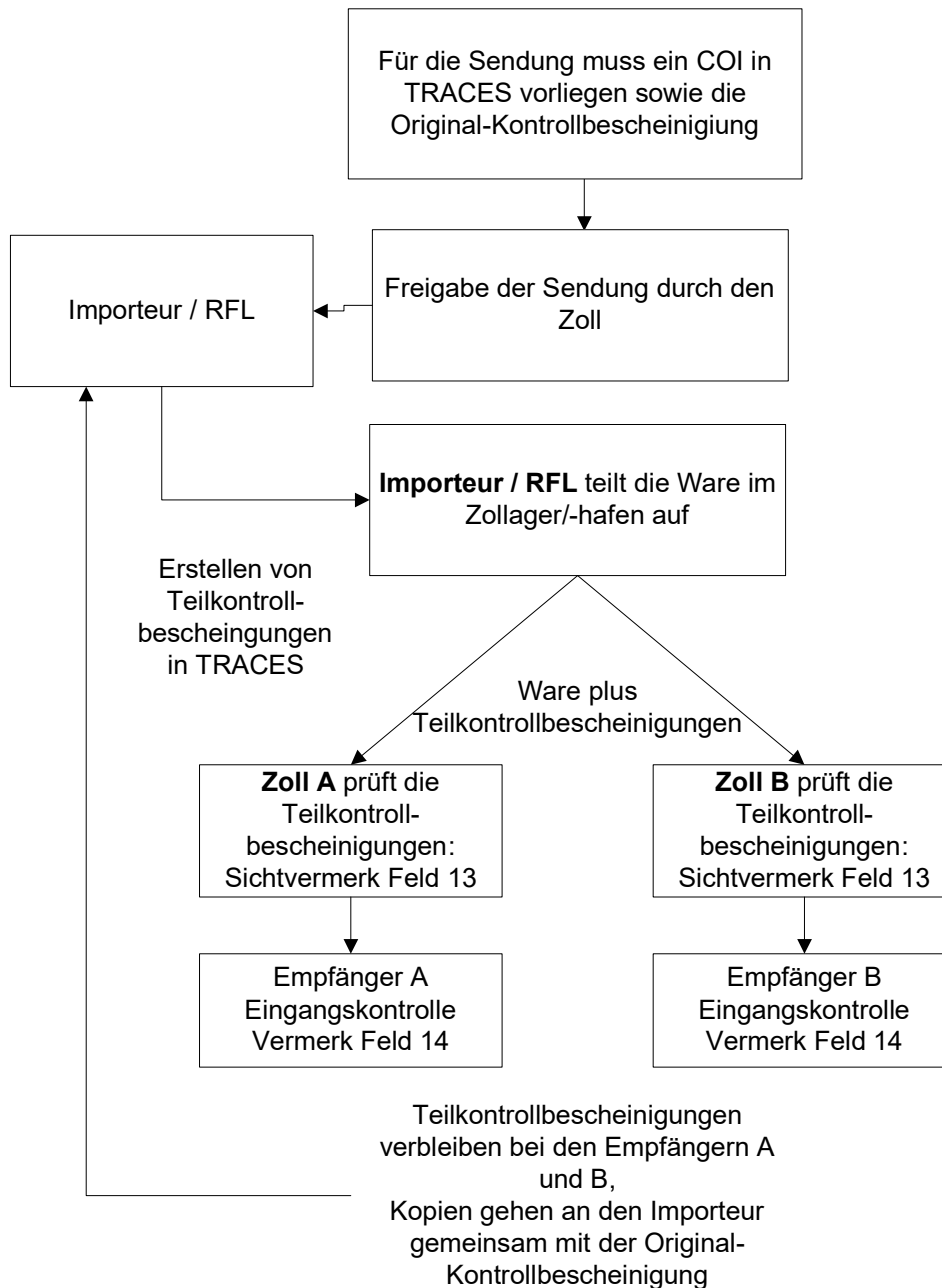 Für die Sendung muss ein COI in
TRACES vorliegen sowie die
Original-Kontrollbescheinigiung
Freigabe der Sendung durch den
Zoll
Importeur / RFL
Importeur / RFL teilt die Ware im
Zollager/-hafen auf
Erstellen von
Teilkontroll-
bescheingungen
in TRACES
Ware plus
Teilkontrollbescheinigungen
Zoll A prüft die
Teilkontroll-
bescheinigungen:
Sichtvermerk Feld 13
Zoll B prüft die
Teilkontroll-
bescheinigungen:
Sichtvermerk Feld 13
Empfänger A
Eingangskontrolle
Vermerk Feld 14
Empfänger B
Eingangskontrolle
Vermerk Feld 14
Teilkontrollbescheinigungen
verbleiben bei den Empfängern A
und B,
Kopien gehen an den Importeur
gemeinsam mit der Original-
Kontrollbescheinigung